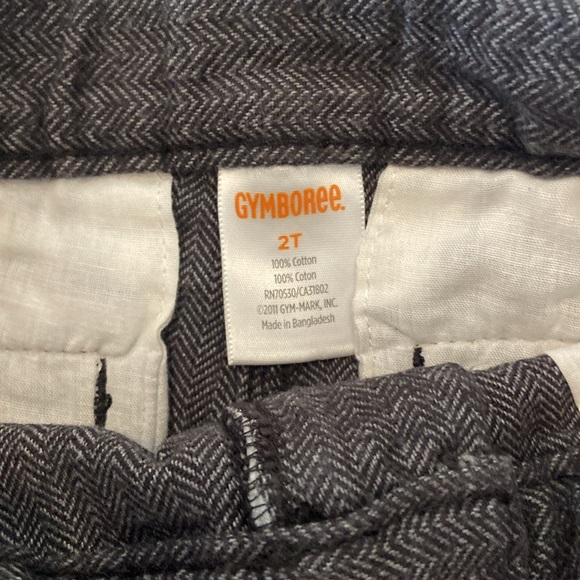 GYMBOREE.
2T
100% Cotton
100% Coton
RN70530/CA31802
©2011 GYM-MARK, INC.
Made in Bangladesh